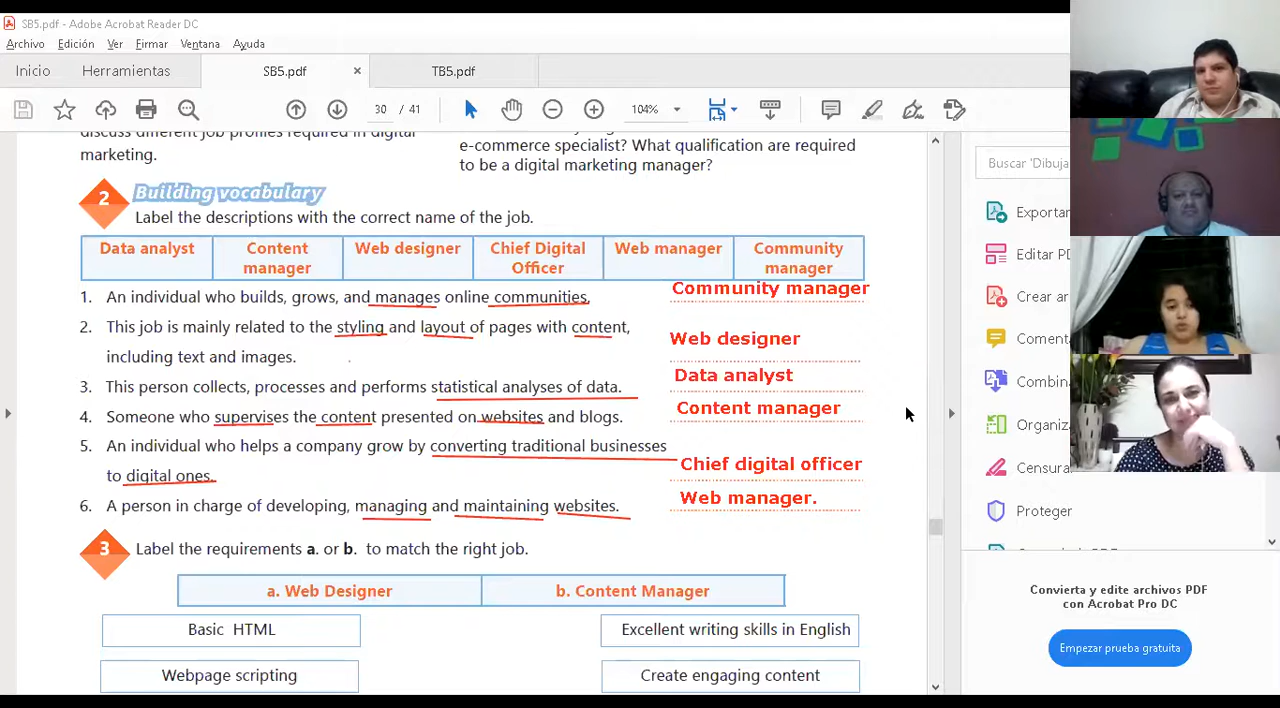 SB5.pdf - Adobe Acrobat Reader DC
Archivo Edición Ver Firmar Ventana Ayuda
Inicio Herramientas SB5.pdf × TB5.pdf
30 / 41 104%
discuss different job profiles required in digital
marketing.
e-commerce specialist? What qualification are required
to be a digital marketing manager?
2 Building vocabulary
Label the descriptions with the correct name of the job.
Data analyst
Content manager
Web designer
Chief Digital Officer
Web manager
Community manager
1. An individual who builds, grows, and manages online communities, Community manager
2. This job is mainly related to the styling and layout of pages with content, Web designer
including text and images.
3. This person collects, processes and performs statistical analyses of data. Data analyst
4. Someone who supervises the content presented on websites and blogs. Content manager
5. An individual who helps a company grow by converting traditional businesses Chief digital officer
to digital ones.
6. A person in charge of developing, managing and maintaining websites. Web manager.
3 Label the requirements a. or b. to match the right job.
a. Web Designer b. Content Manager
Basic HTML Excellent writing skills in English
Webpage scripting Create engaging content
Buscar 'Dibuja
Exportar
Editar PD
Crear ar
Comenta
Combin
Organiz
Censura
Proteger
Convierta y edite archivos PDF
con Acrobat Pro DC
Empezar prueba gratuita